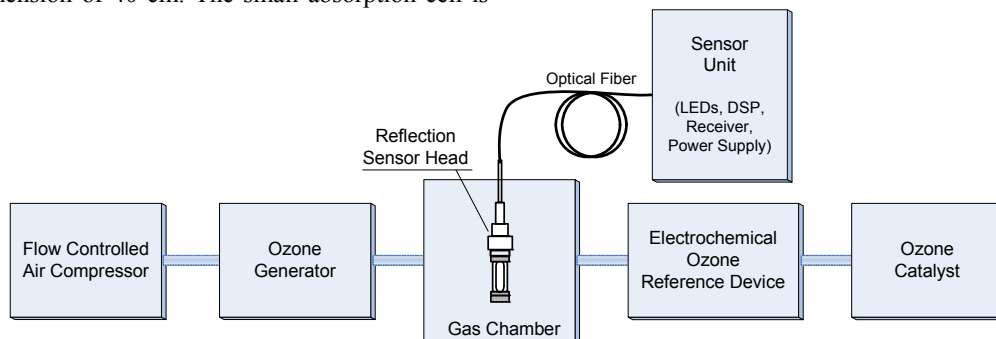 dimension of 40 cm. The small absorption cell is
Sensor
Unit
(LEDs, DSP,
Receiver,
Power Supply)
Optical Fiber
Reflection
Sensor Head
Flow Controlled
Air Compressor
Ozone
Generator
Gas Chamber
Electrochemical
Ozone
Reference Device
Ozone
Catalyst